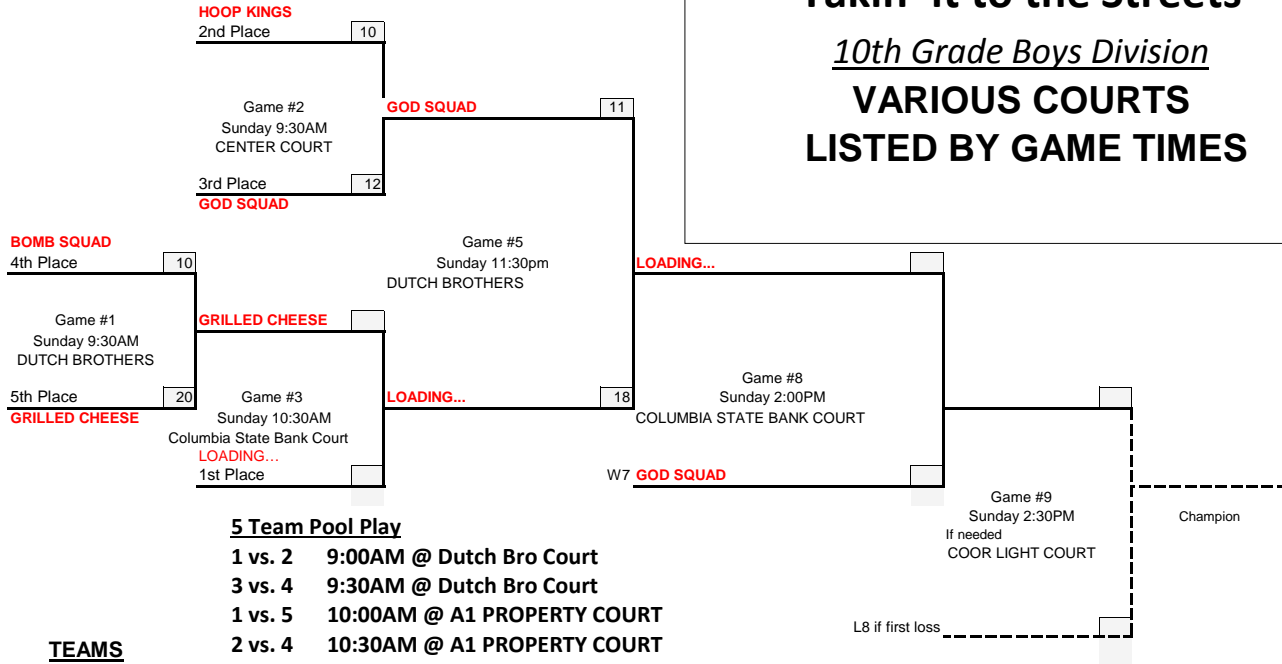 Takin' it to the Streets
10th Grade Boys Division
VARIOUS COURTS
LISTED BY GAME TIMES
HOOP KINGS
2nd Place 10
Game #2
Sunday 9:30AM
CENTER COURT
GOD SQUAD 11
3rd Place 12
GOD SQUAD
BOMB SQUAD
4th Place 10
Game #5
Sunday 11:30pm
DUTCH BROTHERS
LOADING...
Game #1
Sunday 9:30AM
DUTCH BROTHERS
GRILLED CHEESE
5th Place 20
GRILLED CHEESE
Game #3
Sunday 10:30AM
Columbia State Bank Court
LOADING…
1st Place
LOADING... 18
Game #8
Sunday 2:00PM
COLUMBIA STATE BANK COURT
W7 GOD SQUAD
Game #9
Sunday 2:30PM
If needed
COOR LIGHT COURT
Champion
L8 if first loss
5 Team Pool Play
1 vs. 2 9:00AM @ Dutch Bro Court
3 vs. 4 9:30AM @ Dutch Bro Court
1 vs. 5 10:00AM @ A1 PROPERTY COURT
2 vs. 4 10:30AM @ A1 PROPERTY COURT
TEAMS